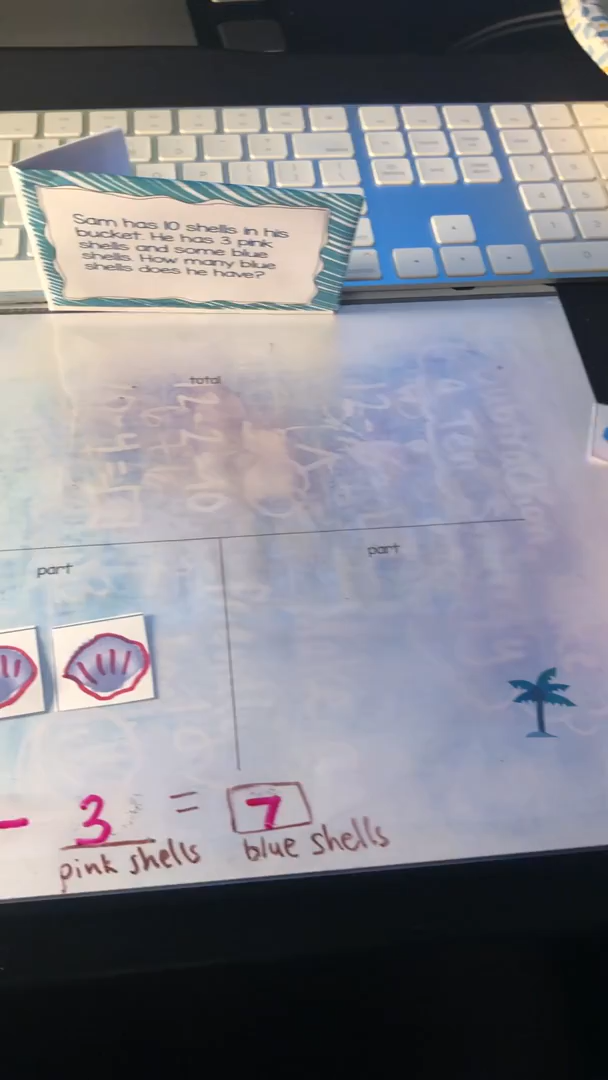 Sam has 10 shells in his
bucket. He has 3 pink
shells and some blue
shells. How many blue
shells does he have?
total
part
part
- 3 = 7
pink shells blue shells